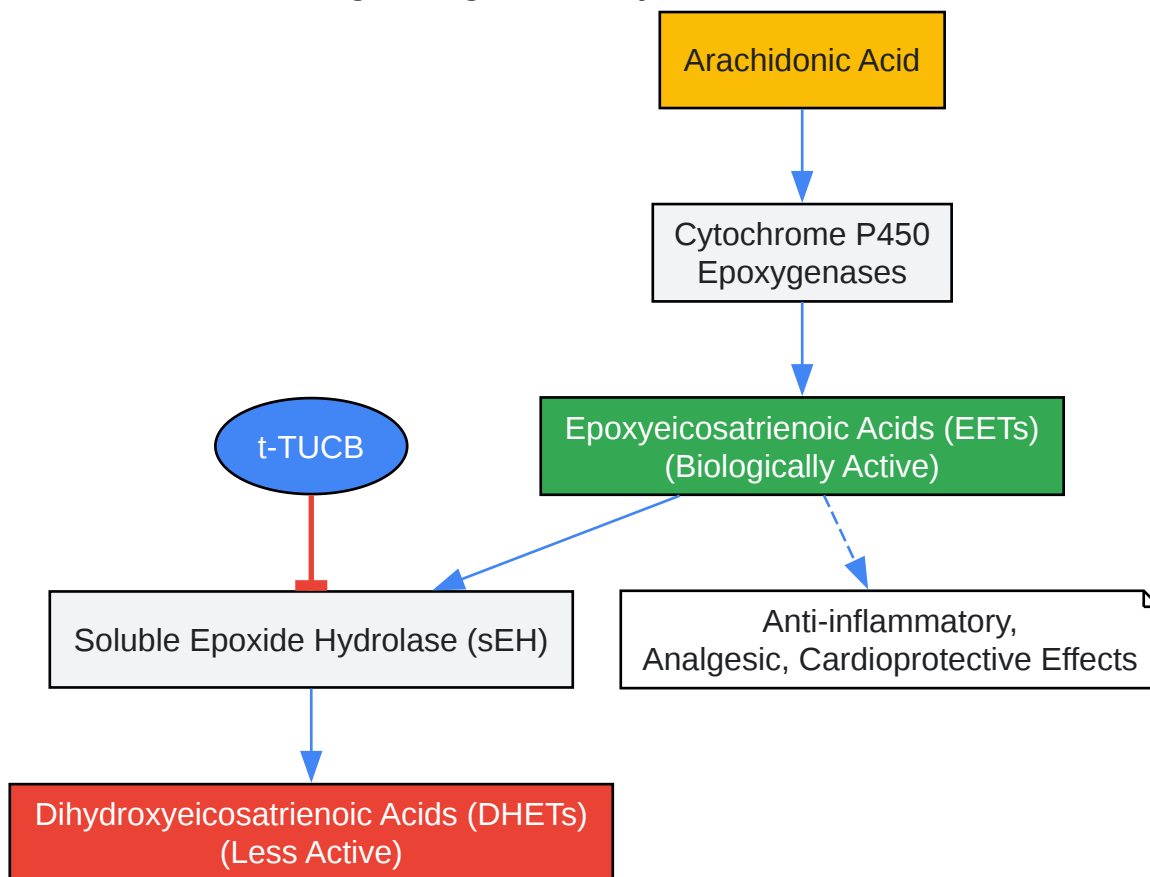 Arachidonic Acid
Cytochrome P450
Epoxygenases
Epoxyeicosatrienoic Acids (EETs)
(Biologically Active)
t-TUCB
Soluble Epoxide Hydrolase (sEH)
Anti-inflammatory,
Analgesic, Cardioprotective Effects
Dihydroxyeicosatrienoic Acids (DHETs)
(Less Active)